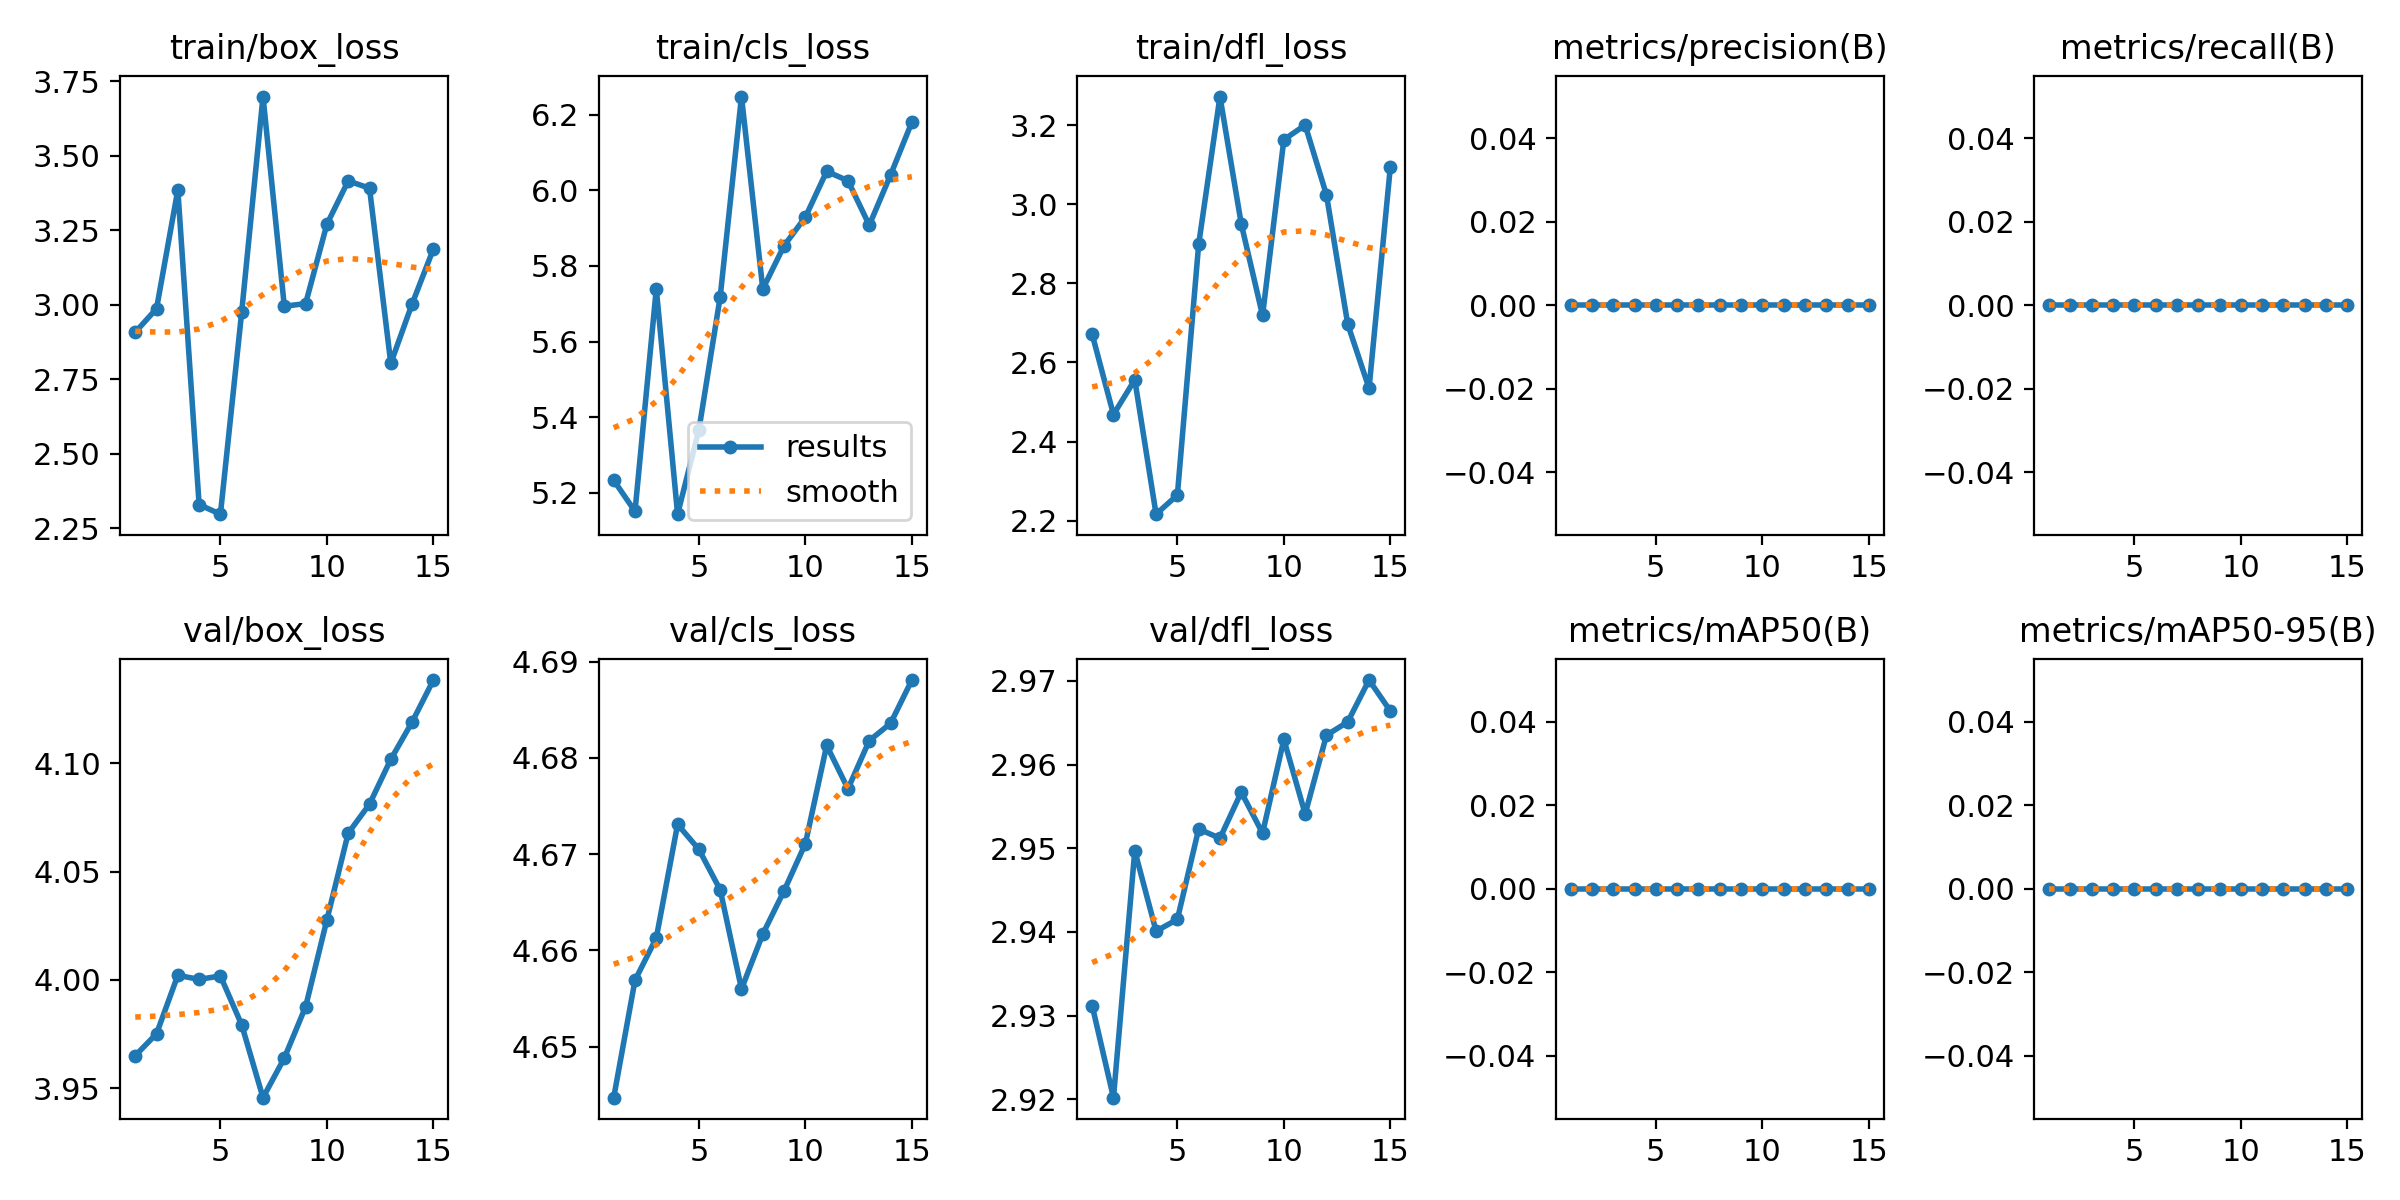 train/box_loss
3.75
3.50
3.25
3.00
2.75
2.50
2.25
5 10 15
train/cls_loss
6.2
6.0
5.8
5.6
5.4
5.2
results
smooth
5 10 15
train/dfl_loss
3.2
3.0
2.8
2.6
2.4
2.2
5 10 15
metrics/precision(B)
0.04
0.02
0.00
−0.02
−0.04
5 10 15
metrics/recall(B)
0.04
0.02
0.00
−0.02
−0.04
5 10 15
val/box_loss
4.10
4.05
4.00
3.95
5 10 15
val/cls_loss
4.69
4.68
4.67
4.66
4.65
5 10 15
val/dfl_loss
2.97
2.96
2.95
2.94
2.93
2.92
5 10 15
metrics/mAP50(B)
0.04
0.02
0.00
−0.02
−0.04
5 10 15
metrics/mAP50-95(B)
0.04
0.02
0.00
−0.02
−0.04
5 10 15